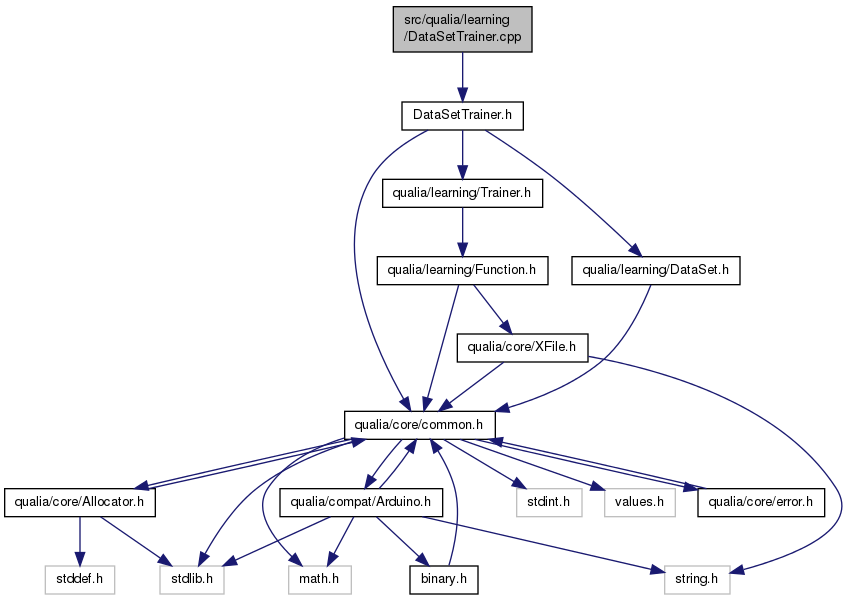 src/qualia/learning
/DataSetTrainer.cpp
DataSetTrainer.h
qualia/learning/Trainer.h
qualia/learning/Function.h
qualia/learning/DataSet.h
qualia/core/XFile.h
qualia/core/common.h
qualia/core/Allocator.h
qualia/compat/Arduino.h
stdint.h
values.h
qualia/core/error.h
stddef.h
stdlib.h
math.h
binary.h
string.h